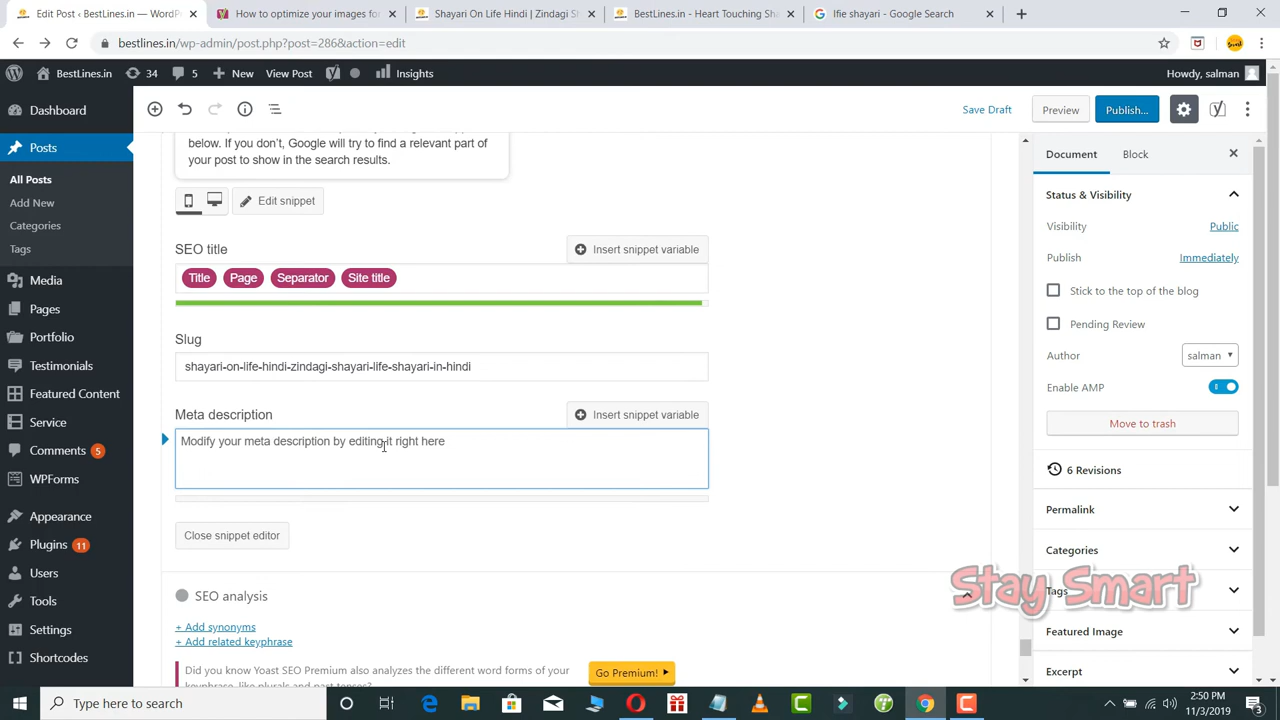 Edit Post ‹ BestLines.in — WordPr
How to optimize your images for
Shayari On Life Hindi | Zindagi Sh
BestLines.in - Heart Touching Sha
lfie shayari - Google Search
bestlines.in/wp-admin/post.php?post=286&action=edit
BestLines.in
34
5
New
View Post
Insights
Howdy, salman
Dashboard
Posts
All Posts
Add New
Categories
Tags
Media
Pages
Portfolio
Testimonials
Featured Content
Service
Comments 5
WPForms
Appearance
Plugins 11
Users
Tools
Settings
Shortcodes
Save Draft
Preview
Publish...
below. If you don't, Google will try to find a relevant part
of your post to show in the search results.
Edit snippet
SEO title
Insert snippet variable
Title Page Separator Site title
Slug
shayari-on-life-hindi-zindagi-shayari-life-shayari-in-hindi
Meta description
Insert snippet variable
Modify your meta description by editing it right here
Close snippet editor
SEO analysis
+ Add synonyms
+ Add related keyphrase
Did you know Yoast SEO Premium also analyzes the different word forms of your
keyphrase, like plurals and past tenses?
Go Premium!
Document
Block
Status & Visibility
Visibility
Public
Publish
Immediately
Stick to the top of the blog
Pending Review
Author
salman
Enable AMP
Move to trash
6 Revisions
Permalink
Categories
Tags
Featured Image
Excerpt
Stay Smart
Type here to search
2:50 PM
11/3/2019
3